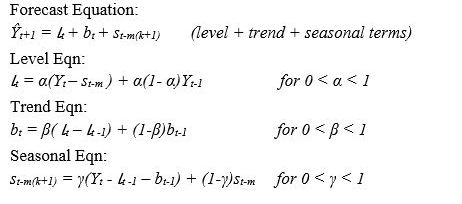 Forecast Equation:
Ŷt+1 = Lt + bt + St-m(k+1) (level + trend + seasonal terms)
Level Eqn:
Lt = α(Yt – St-m) + α(1- α)Yt-1 for 0 < α < 1
Trend Eqn:
bt = β( Lt – Lt-1) + (1-β)bt-1 for 0 < β < 1
Seasonal Eqn:
St-m(k+1) = γ(Yt - Lt-1 – bt-1) + (1-γ)St-m for 0 < γ < 1